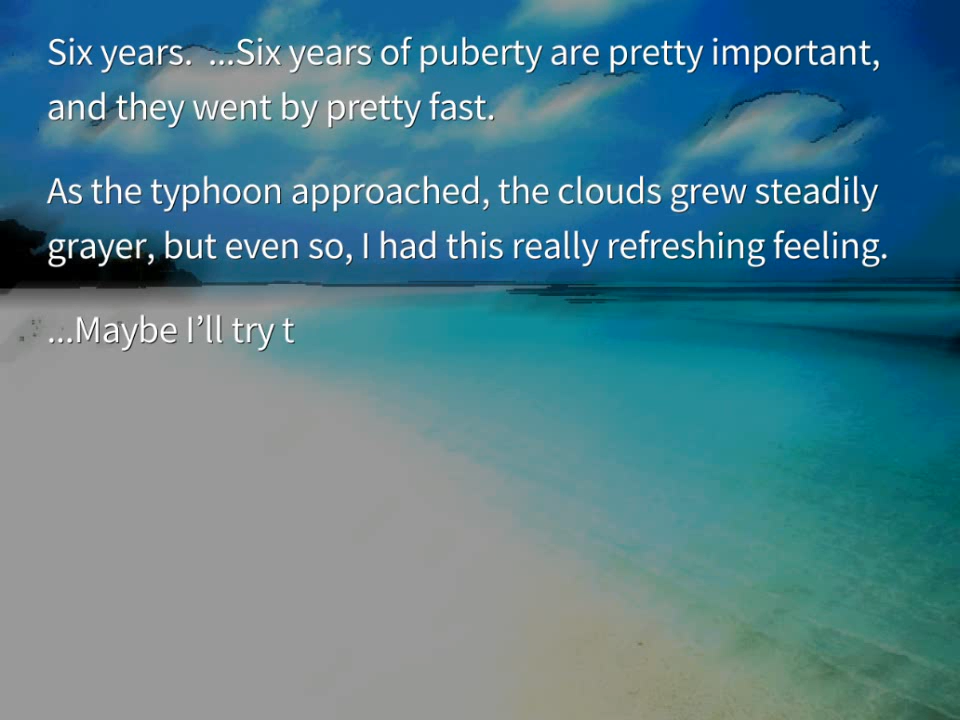 Six years.  ...Six years of puberty are pretty important,
and they went by pretty fast.
As the typhoon approached, the clouds grew steadily
grayer, but even so, I had this really refreshing feeling.
...Maybe I’ll try t